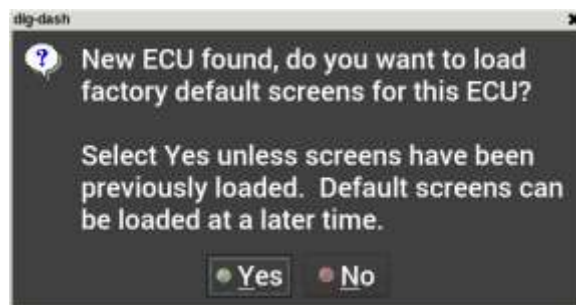 dig-dash
New ECU found, do you want to load
factory default screens for this ECU?
Select Yes unless screens have been
previously loaded. Default screens can
be loaded at a later time.
Yes No